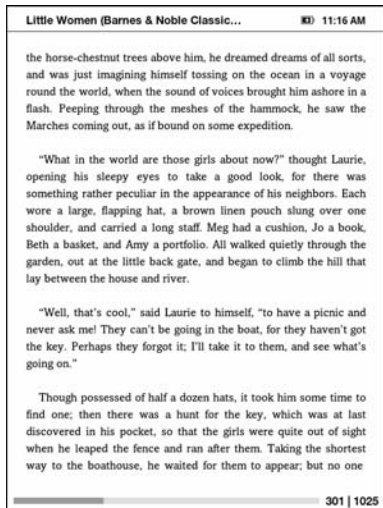 Little Women (Barnes & Noble Classic... 11:16 AM
the horse-chestnut trees above him, he dreamed dreams of all sorts,
and was just imagining himself tossing on the ocean in a voyage
round the world, when the sound of voices brought him ashore in a
flash. Peeping through the meshes of the hammock, he saw the
Marches coming out, as if bound on some expedition.
“What in the world are those girls about now?” thought Laurie,
opening his sleepy eyes to take a good look, for there was
something rather peculiar in the appearance of his neighbors. Each
wore a large, flapping hat, a brown linen pouch slung over one
shoulder, and carried a long staff. Meg had a cushion, Jo a book,
Beth a basket, and Amy a portfolio. All walked quietly through the
garden, out at the little back gate, and began to climb the hill that
lay between the house and river.
“Well, that’s cool,” said Laurie to himself, “to have a picnic and
never ask me! They can’t be going in the boat, for they haven’t got
the key. Perhaps they forgot it; I’ll take it to them, and see what’s
going on.”
Though possessed of half a dozen hats, it took him some time to
find one; then there was a hunt for the key, which was at last
discovered in his pocket, so that the girls were quite out of sight
when he leaped the fence and ran after them. Taking the shortest
way to the boathouse, he waited for them to appear; but no one
301 | 1025